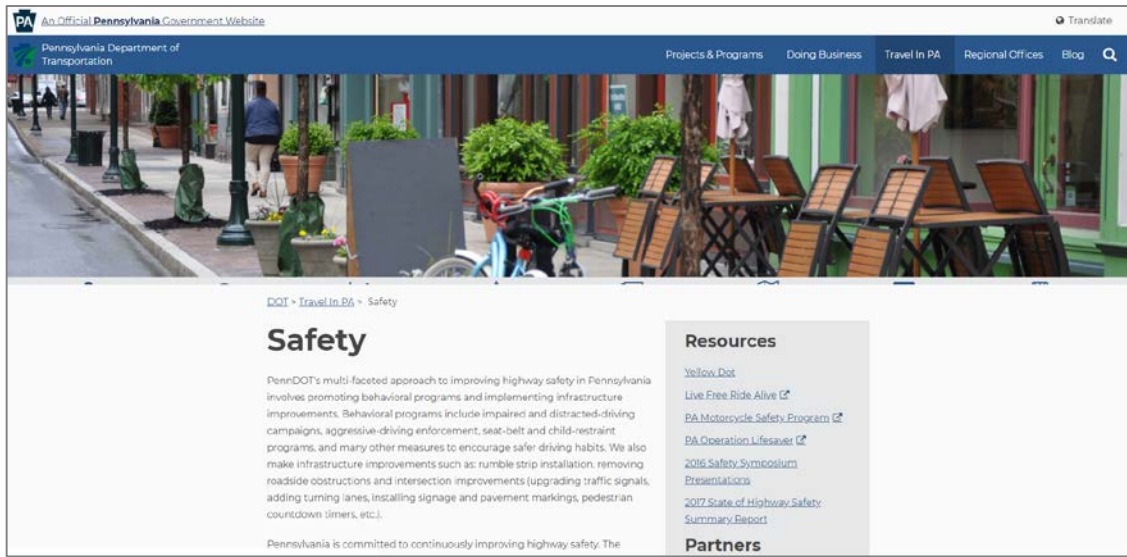 PA An Official Pennsylvania Government Website
Translate
Pennsylvania Department of
Transportation
Projects & Programs Doing Business Travel In PA Regional Offices Blog
DOT > Travel In PA > Safety
Safety
PennDOT's multi-faceted approach to improving highway safety in Pennsylvania
involves promoting behavioral programs and implementing infrastructure
improvements. Behavioral programs include impaired and distracted-driving
campaigns, aggressive-driving enforcement, seat-belt and child-restraint
programs, and many other measures to encourage safer driving habits. We also
make infrastructure improvements such as: rumble strip installation, removing
roadside obstructions and intersection improvements (upgrading traffic signals,
adding turning lanes, installing signage and pavement markings, pedestrian
countdown timers, etc.).
Pennsylvania is committed to continuously improving highway safety. The
Resources
Yellow Dot
Live Free Ride Alive
PA Motorcycle Safety Program
PA Operation Lifesaver
2016 Safety Symposium
Presentations
2017 State of Highway Safety
Summary Report
Partners